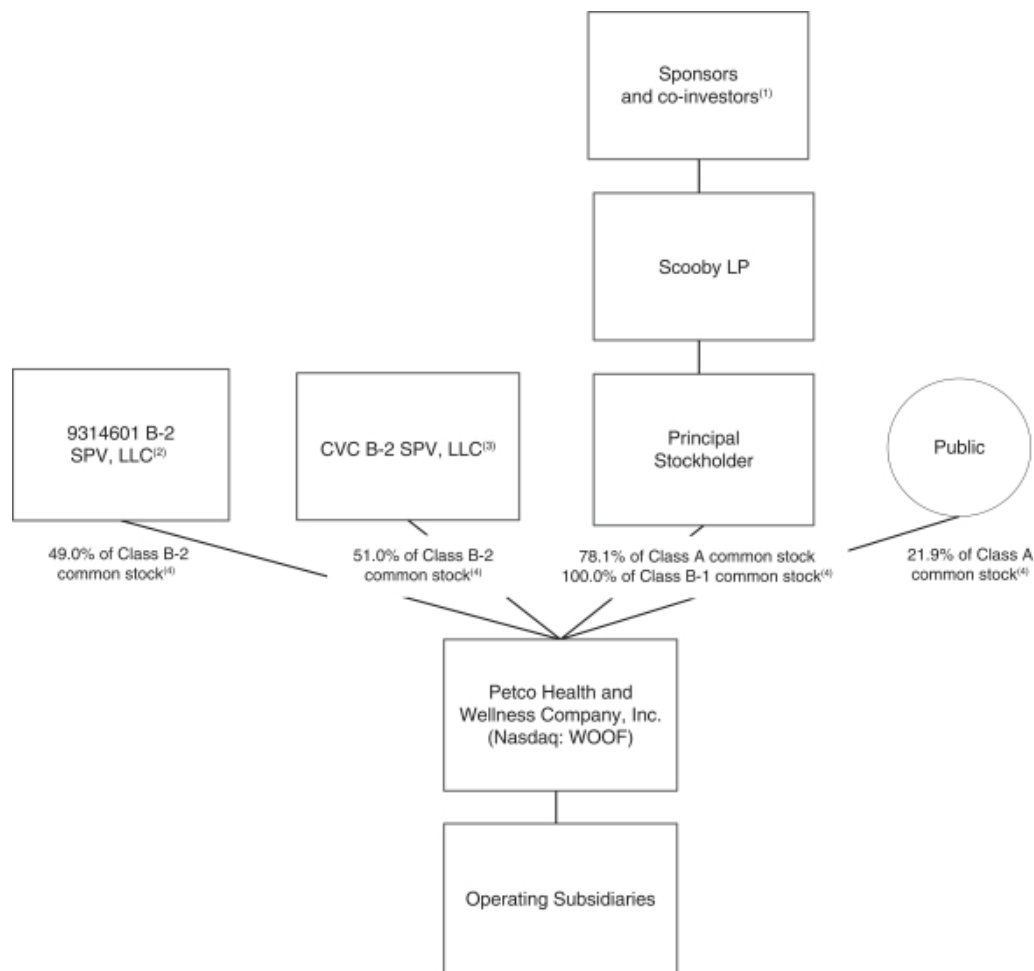 Sponsors
and co-investors(1)
Scooby LP
9314601 B-2
SPV, LLC(2)
CVC B-2 SPV, LLC(3)
Principal
Stockholder
Public
49.0% of Class B-2
common stock(4)
51.0% of Class B-2
common stock(4)
78.1% of Class A common stock
100.0% of Class B-1 common stock(4)
21.9% of Class A
common stock(4)
Petco Health and
Wellness Company, Inc.
(Nasdaq: WOOF)
Operating Subsidiaries